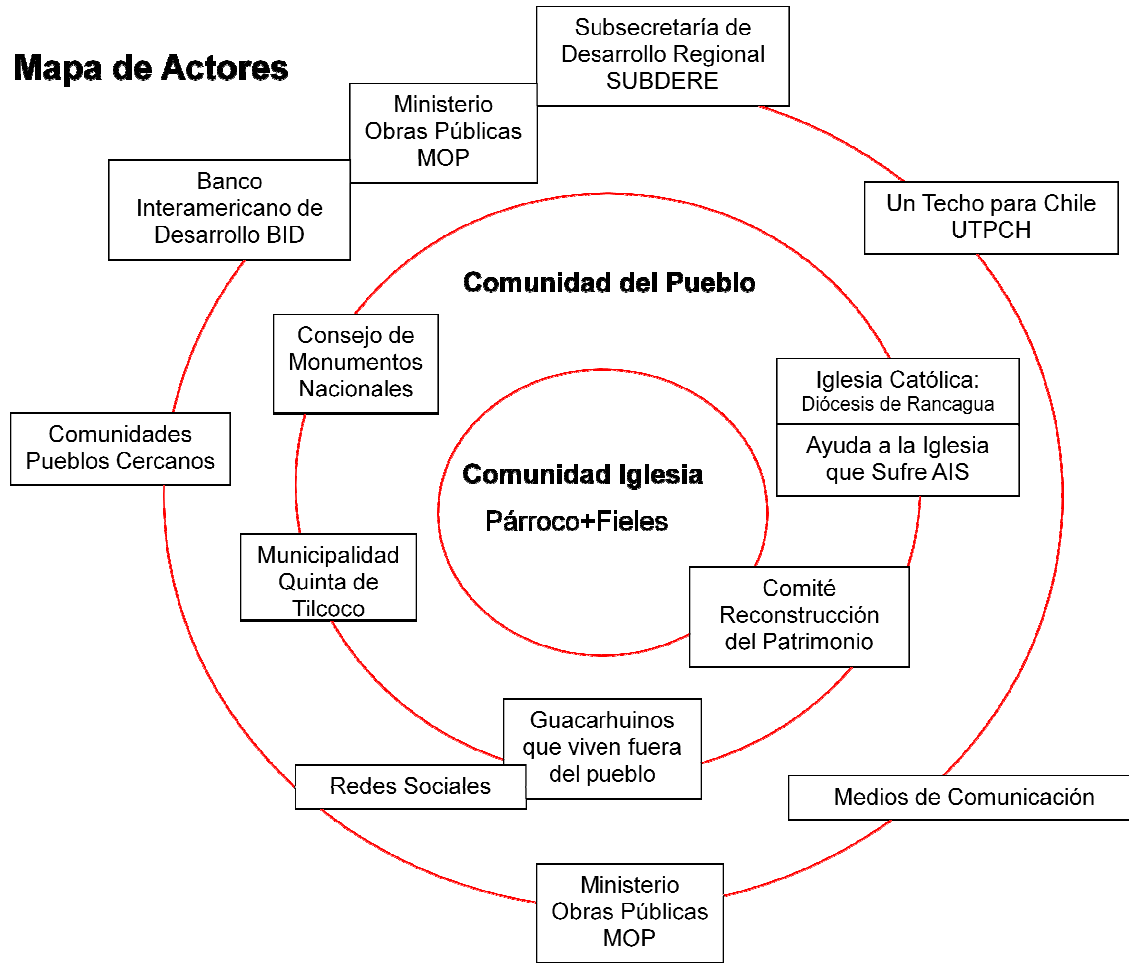 Mapa de Actores
Subsecretaría de
Desarrollo Regional
SUBDERE
Ministerio
Obras Públicas
MOP
Banco
Interamericano de
Desarrollo BID
Un Techo para Chile
UTPCH
Comunidad del Pueblo
Consejo de
Monumentos
Nacionales
Iglesia Católica:
Diócesis de Rancagua
Ayuda a la Iglesia
que Sufre AIS
Comunidades
Pueblos Cercanos
Comunidad Iglesia
Párroco+Fieles
Municipalidad
Quinta de
Tilcoco
Comité
Reconstrucción
del Patrimonio
Guacarhuinos
que viven fuera
del pueblo
Redes Sociales
Medios de Comunicación
Ministerio
Obras Públicas
MOP